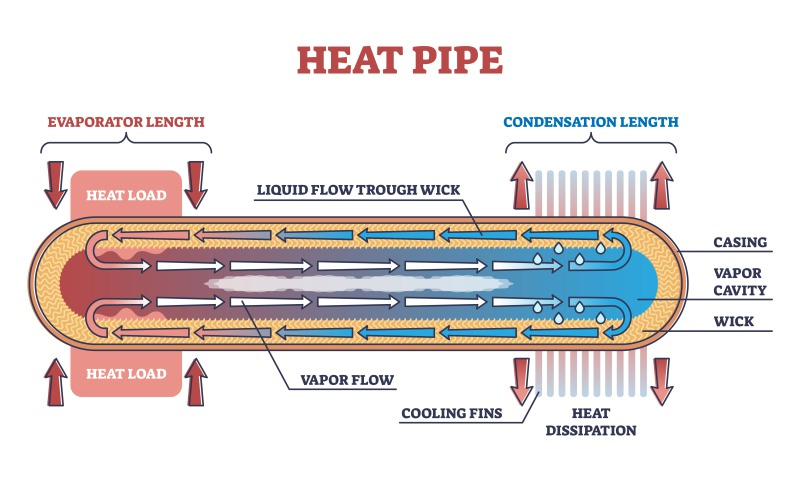 HEAT PIPE
EVAPORATOR LENGTH
CONDENSATION LENGTH
HEAT LOAD
LIQUID FLOW TROUGH WICK
CASING
VAPOR
CAVITY
WICK
HEAT LOAD
VAPOR FLOW
COOLING FINS
HEAT
DISSIPATION